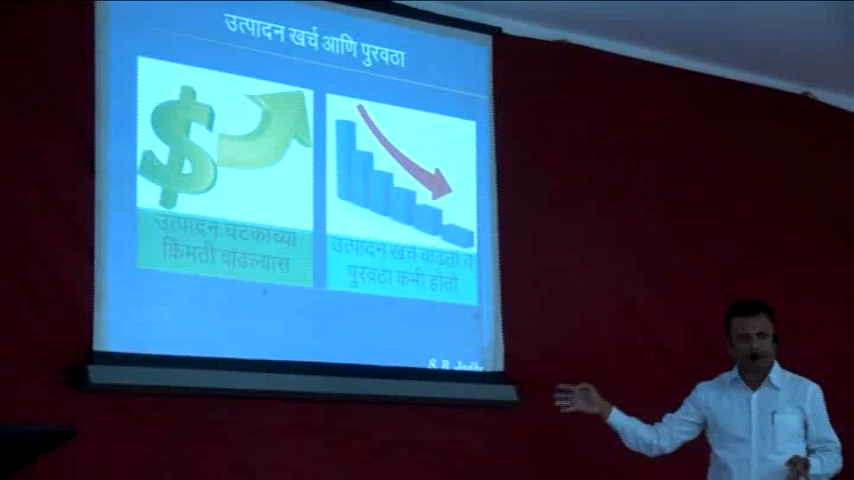 उत्पादन खर्च आणि पुरवठा
उत्पादन घटकाच्या
किंमती वाढल्यास
उत्पादन खर्च वाढतो व
पुरवठा कमी होतो
S. B.